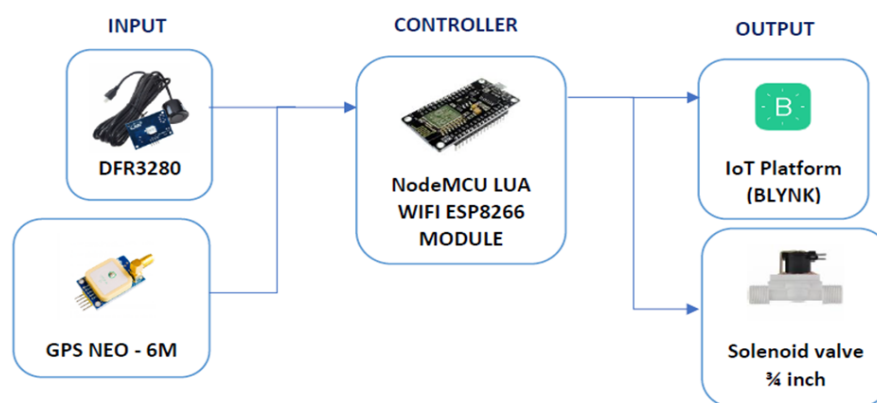 INPUT
CONTROLLER
OUTPUT
DFR3280
GPS NEO - 6M
NodeMCU LUA
WIFI ESP8266
MODULE
B
IoT Platform
(BLYNK)
Solenoid valve
¾ inch